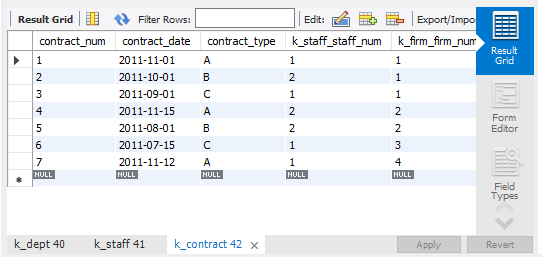 Result Grid Filter Rows: Edit: Export/Impo
contract_num contract_date contract_type k_staff_staff_num k_firm_firm_num
1 2011-11-01 A 1 1
2 2011-10-01 B 2 1
3 2011-09-01 C 1 1
4 2011-11-15 A 2 2
5 2011-08-01 B 2 2
6 2011-07-15 C 1 3
7 2011-11-12 A 1 4
NULL NULL NULL NULL NULL
Result
Grid
Form
Editor
Field
Types
k_dept 40 k_staff 41 k_contract 42 Apply Revert